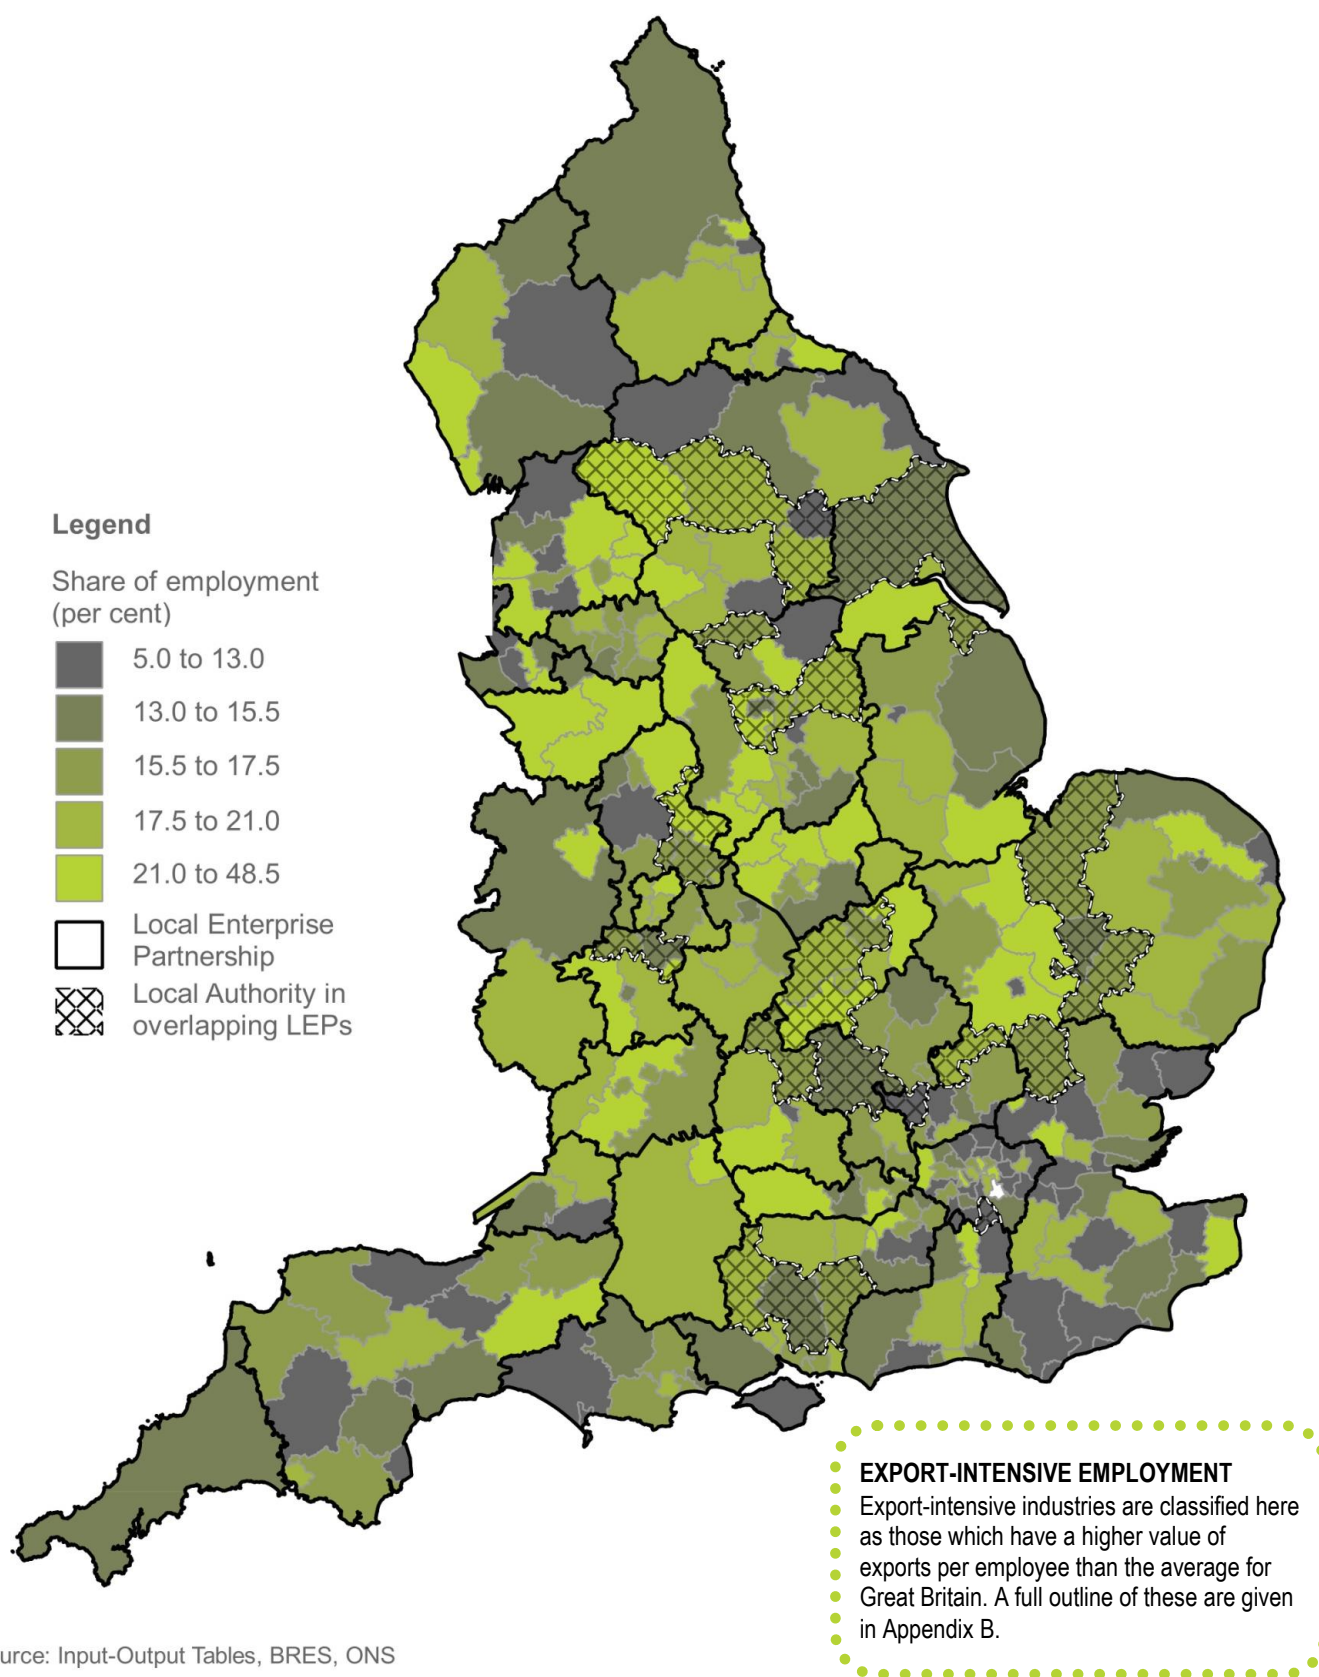 Legend
Share of employment
(per cent)
5.0 to 13.0
13.0 to 15.5
15.5 to 17.5
17.5 to 21.0
21.0 to 48.5
Local Enterprise
Partnership
Local Authority in
overlapping LEPs
EXPORT-INTENSIVE EMPLOYMENT
Export-intensive industries are classified here
as those which have a higher value of
exports per employee than the average for
Great Britain. A full outline of these are given
in Appendix B.
urce: Input-Output Tables, BRES, ONS